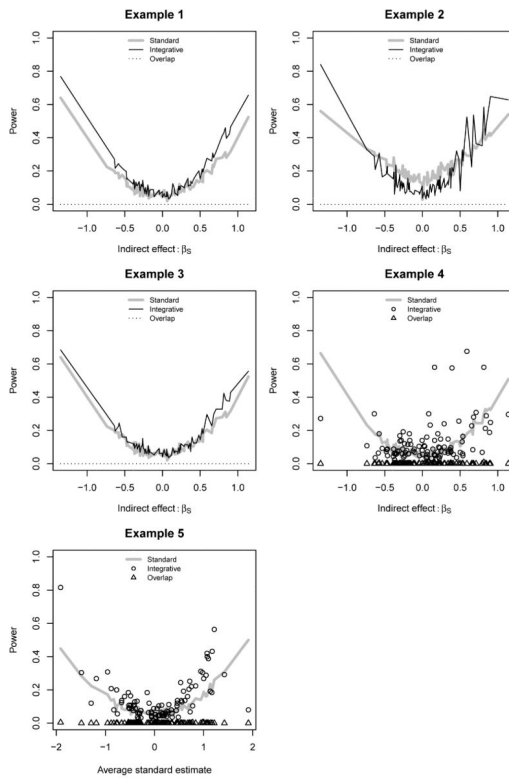 Example 1
Standard
Integrative
Overlap
Power
0.0 0.2 0.4 0.6 0.8 1.0
−1.0 −0.5 0.0 0.5 1.0
Indirect effect : βS
Example 2
Standard
Integrative
Overlap
Power
0.0 0.2 0.4 0.6 0.8 1.0
−1.0 −0.5 0.0 0.5 1.0
Indirect effect : βS
Example 3
Standard
Integrative
Overlap
Power
0.0 0.2 0.4 0.6 0.8 1.0
−1.0 −0.5 0.0 0.5 1.0
Indirect effect : βS
Example 4
Standard
Integrative
Overlap
Power
0.0 0.2 0.4 0.6 0.8 1.0
−1.0 −0.5 0.0 0.5 1.0
Indirect effect : βS
Example 5
Standard
Integrative
Overlap
Power
0.0 0.2 0.4 0.6 0.8 1.0
−2 −1 0 1 2
Average standard estimate